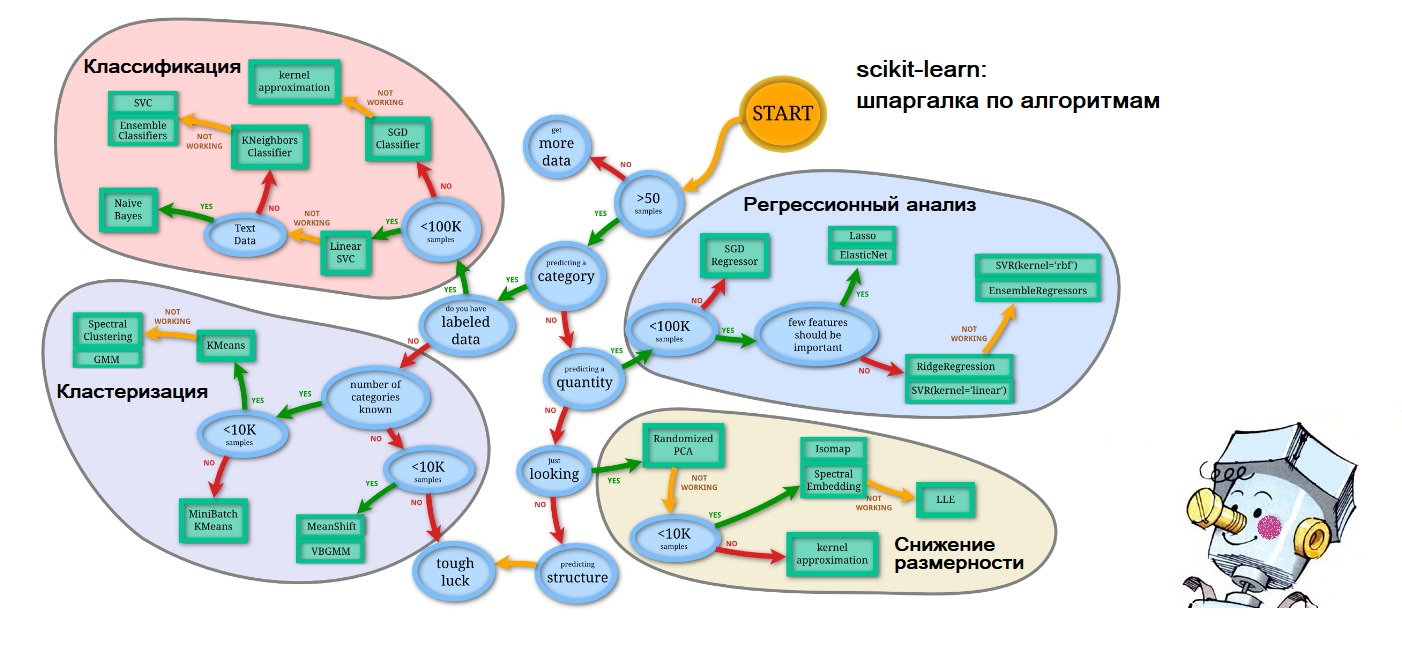 scikit-learn:
шпаргалка по алгоритмам
START
get
more
data
NO
>50
samples
YES
predicting a
category
YES
NO
do you have
labeled
data
YES
NO
predicting a
quantity
YES
NO
just
looking
YES
NO
predicting
structure
tough
luck
Классификация
kernel
approximation
NOT
WORKING
SVC
Ensemble
Classifiers
NOT
WORKING
KNeighbors
Classifier
SGD
Classifier
NO
Naive
Bayes
YES
NO
Text
Data
NOT
WORKING
Linear
SVC
YES
<100K
samples
Регрессионный анализ
SGD
Regressor
Lasso
ElasticNet
SVR(kernel='rbf')
EnsembleRegressors
NO
YES
<100K
samples
YES
few features
should be
important
NO
NOT
WORKING
RidgeRegression
SVR(kernel='linear')
Кластеризация
Spectral
Clustering
GMM
NOT
WORKING
KMeans
YES
<10K
samples
YES
number of
categories
known
NO
NO
<10K
samples
YES
NO
MiniBatch
KMeans
MeanShift
VBGMM
Randomized
PCA
NOT
WORKING
Isomap
Spectral
Embedding
NOT
WORKING
LLE
YES
<10K
samples
NO
kernel
approximation
Снижение
размерности